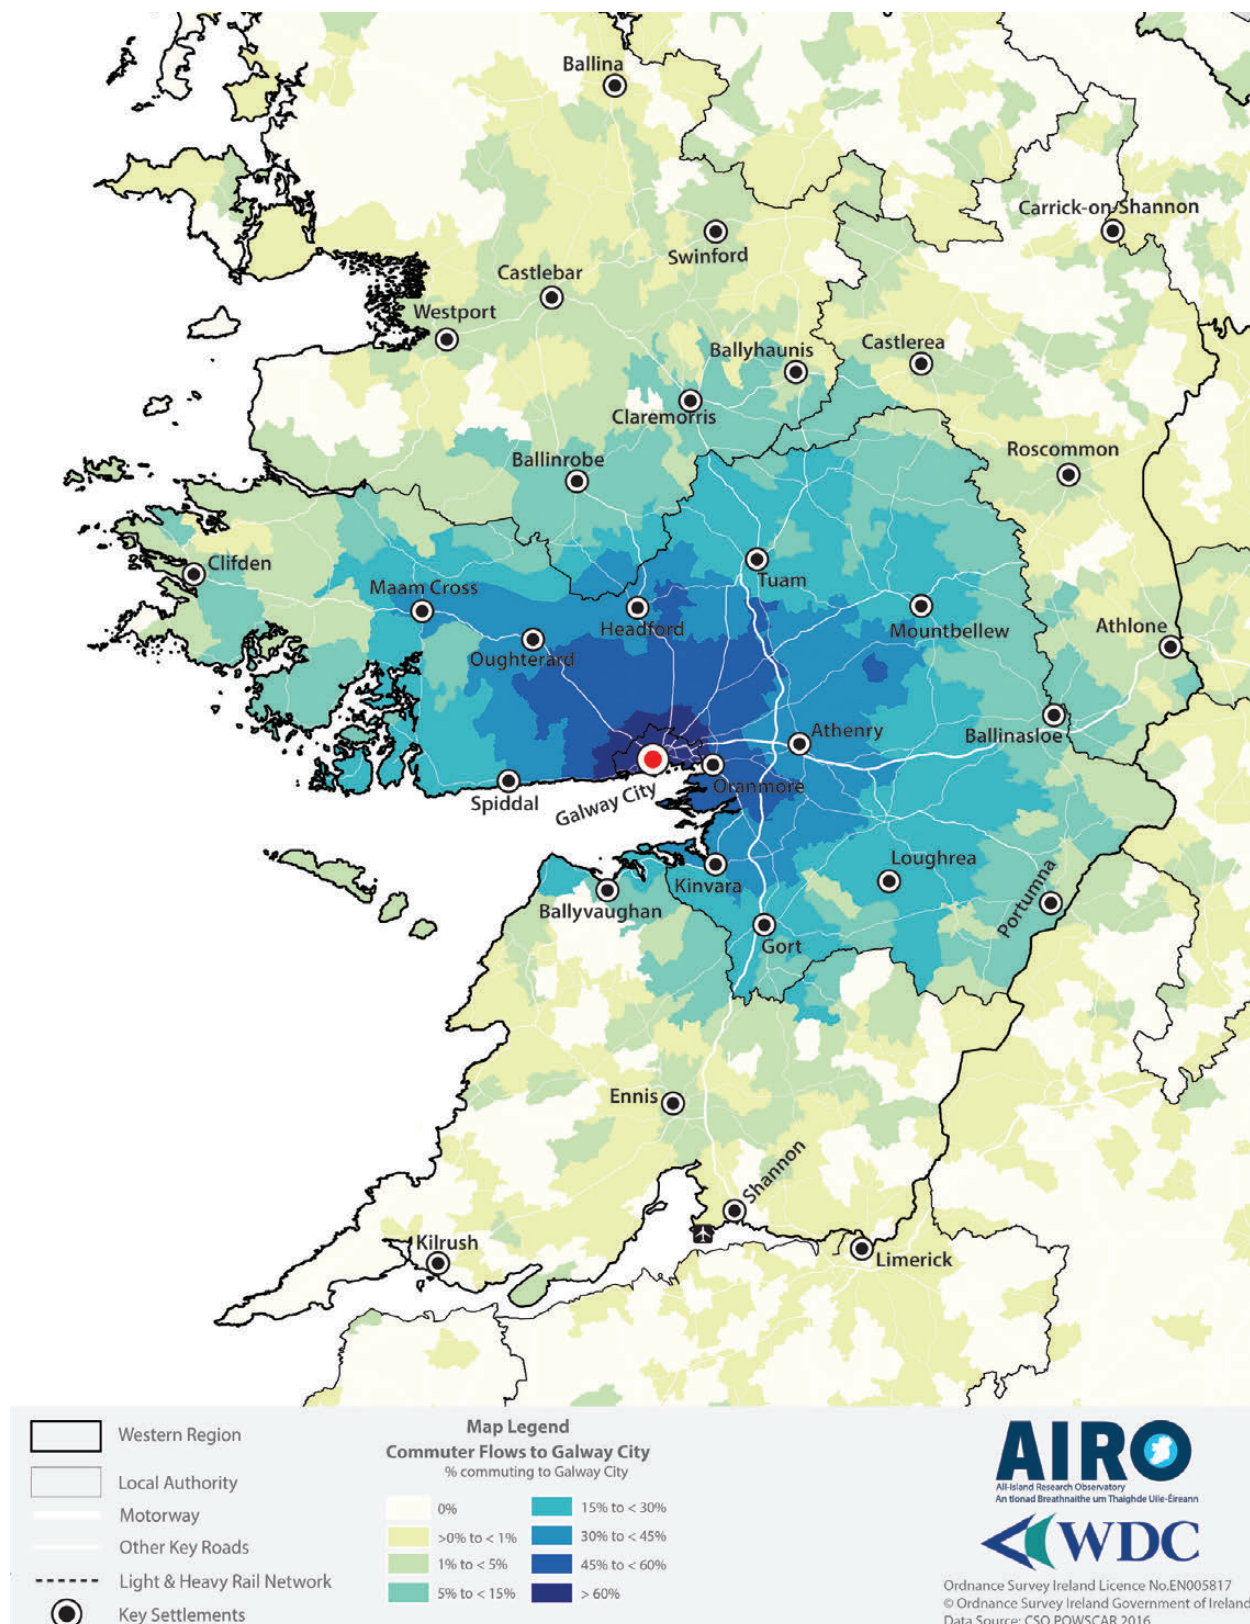 Ballina
Carrick-on-Shannon
Swinford
Castlebar
Westport
Castlerea
Ballyhaunis
Claremorris
Roscommon
Ballinrobe
Clifden
Tuam
Maam Cross
Headford
Mountbellew
Athlone
Oughterard
Athenry
Ballinasloe
Oranmore
Spiddal
Galway City
Loughrea
Kinvara
Portumna
Ballyvaughan
Gort
Ennis
Shannon
Kilrush
Limerick
Western Region
Local Authority
Motorway
Other Key Roads
Light & Heavy Rail Network
Key Settlements
Map Legend
Commuter Flows to Galway City
% commuting to Galway City
0%
>0% to < 1%
1% to < 5%
5% to < 15%
15% to < 30%
30% to < 45%
45% to < 60%
> 60%
AIRO
All-Island Research Observatory
An tIonad Breathnaithe um Thaighde Uile-Éireann
WDC
Ordnance Survey Ireland Licence No.EN005817
© Ordnance Survey Ireland Government of Ireland
Data Source: CSO POWSCAR 2016